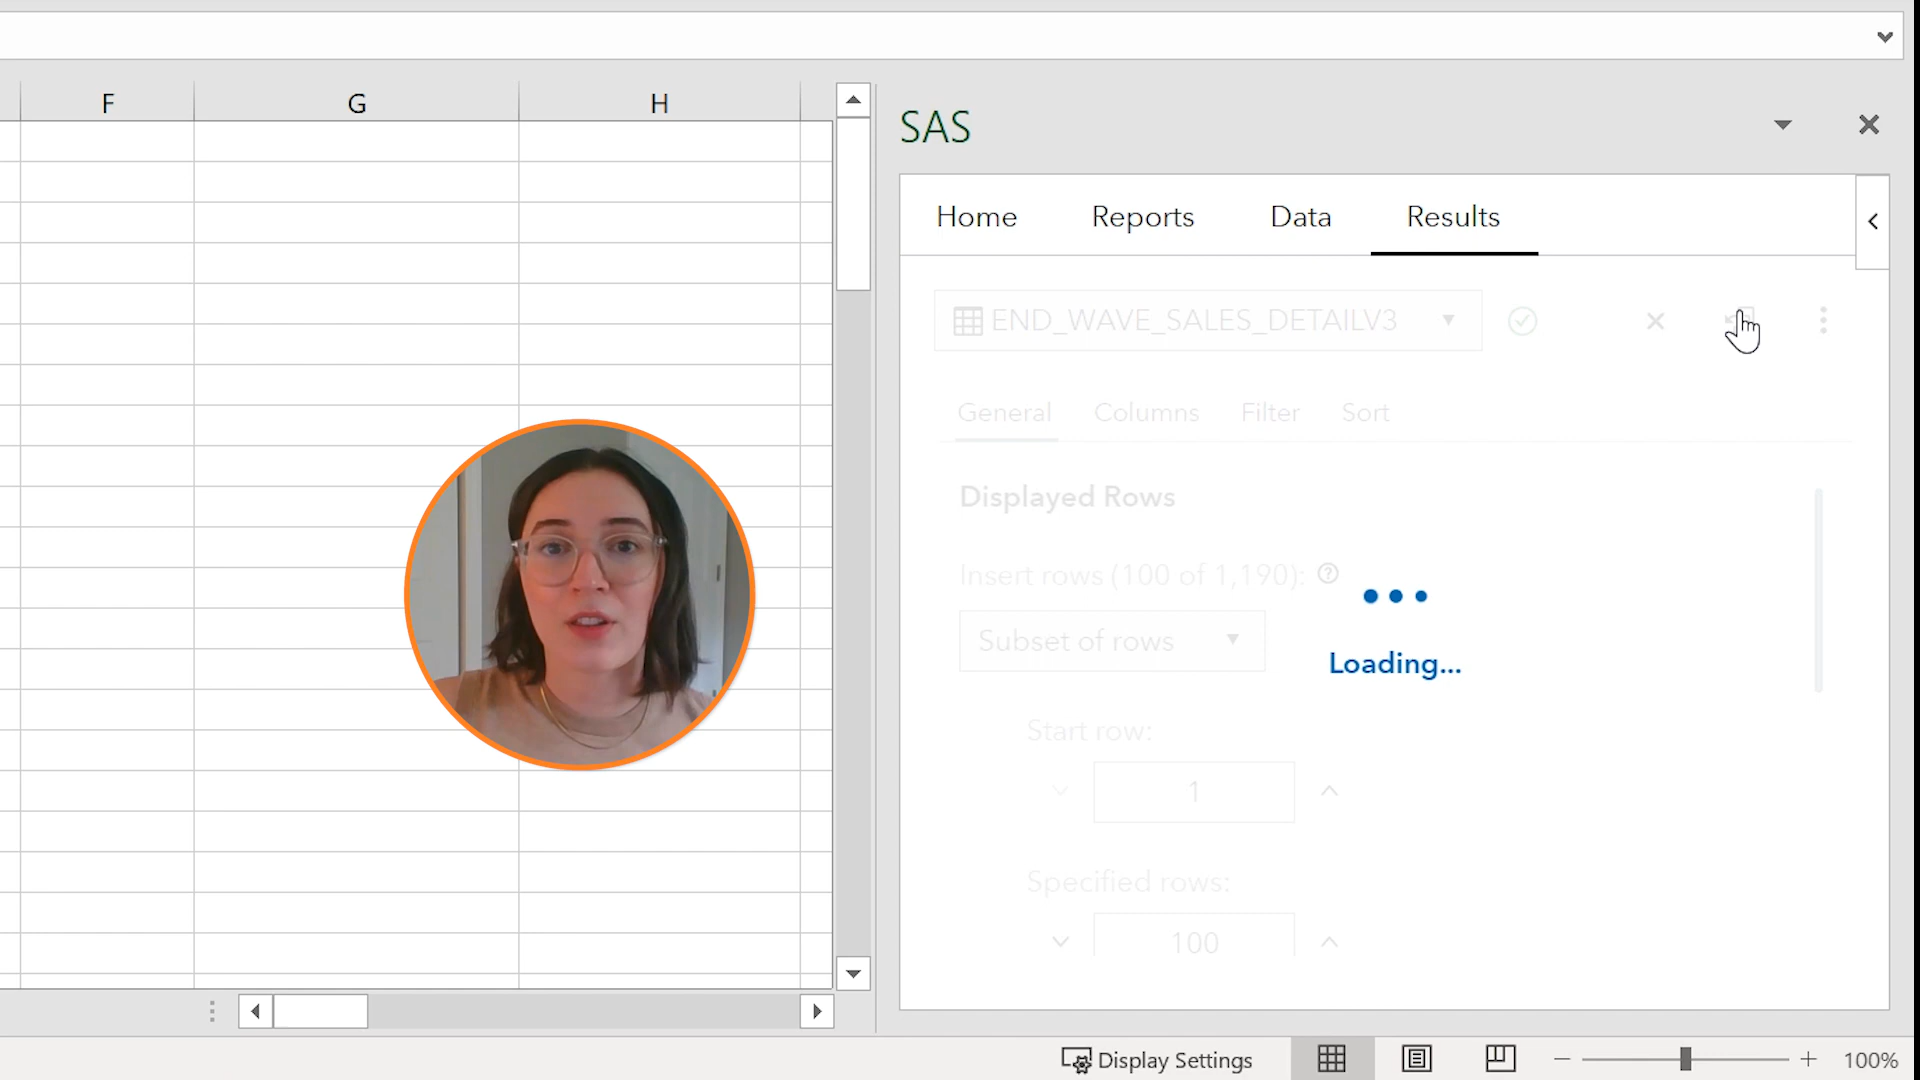 F G H
SAS
Home Reports Data Results
END_WAVE_SALES_DETAILV3
General Columns Filter Sort
Displayed Rows
Insert rows (100 of 1,190):
Subset of rows
Loading...
Start row:
1
Specified rows:
100
Display Settings
100%